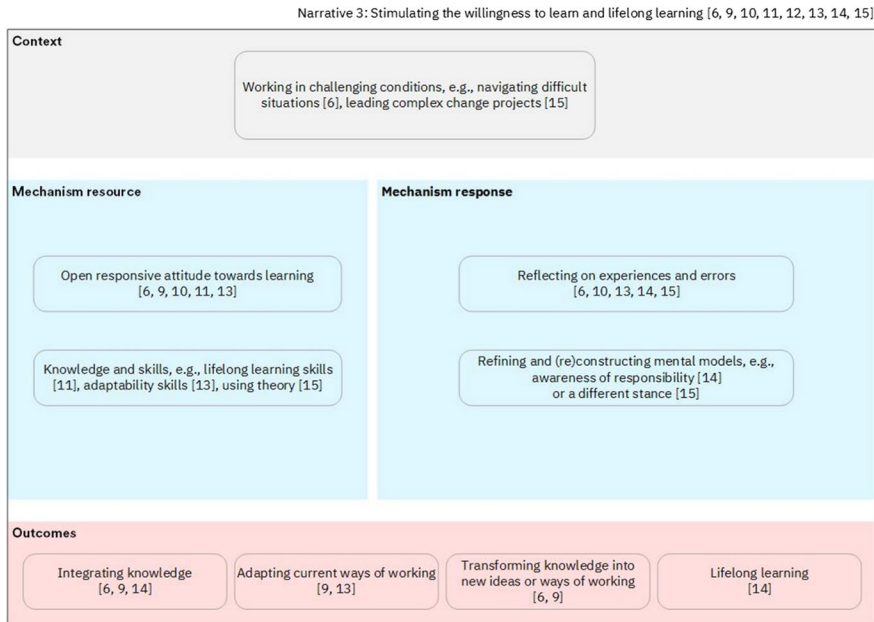 Narrative 3: Stimulating the willingness to learn and lifelong learning [6, 9, 10, 11, 12, 13, 14, 15]
Context
Working in challenging conditions, e.g., navigating difficult
situations [6], leading complex change projects [15]
Mechanism resource
Open responsive attitude towards learning
[6, 9, 10, 11, 13]
Knowledge and skills, e.g., lifelong learning skills
[11], adaptability skills [13], using theory [15]
Mechanism response
Reflecting on experiences and errors
[6, 10, 13, 14, 15]
Refining and (re)constructing mental models, e.g.,
awareness of responsibility [14]
or a different stance [15]
Outcomes
Integrating knowledge
[6, 9, 14]
Adapting current ways of working
[9, 13]
Transforming knowledge into
new ideas or ways of working
[6, 9]
Lifelong learning
[14]